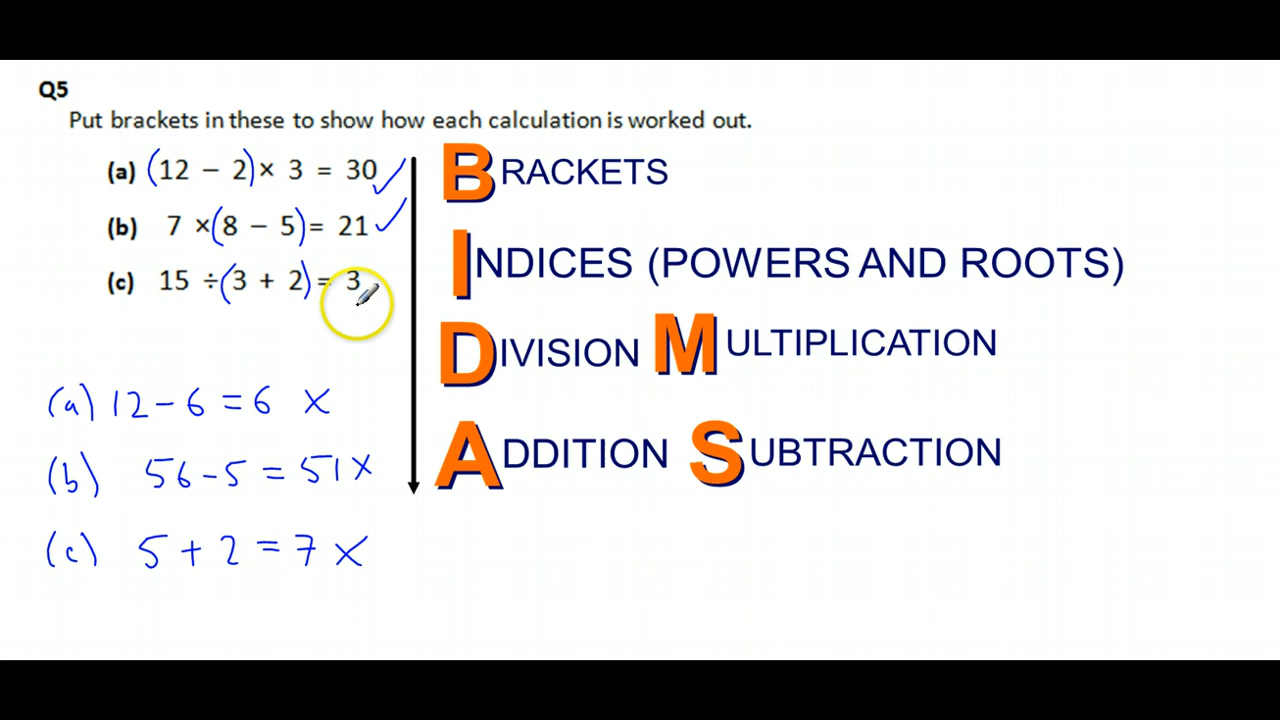 Q5
Put brackets in these to show how each calculation is worked out.
(a) (12 − 2) × 3 = 30 ✓
(b) 7 × (8 − 5) = 21 ✓
(c) 15 ÷ (3 + 2) = 3
(a) 12 − 6 = 6 X
(b) 56 − 5 = 51 X
(c) 5 + 2 = 7 X
BRACKETS
INDICES (POWERS AND ROOTS)
DIVISION MULTIPLICATION
ADDITION SUBTRACTION